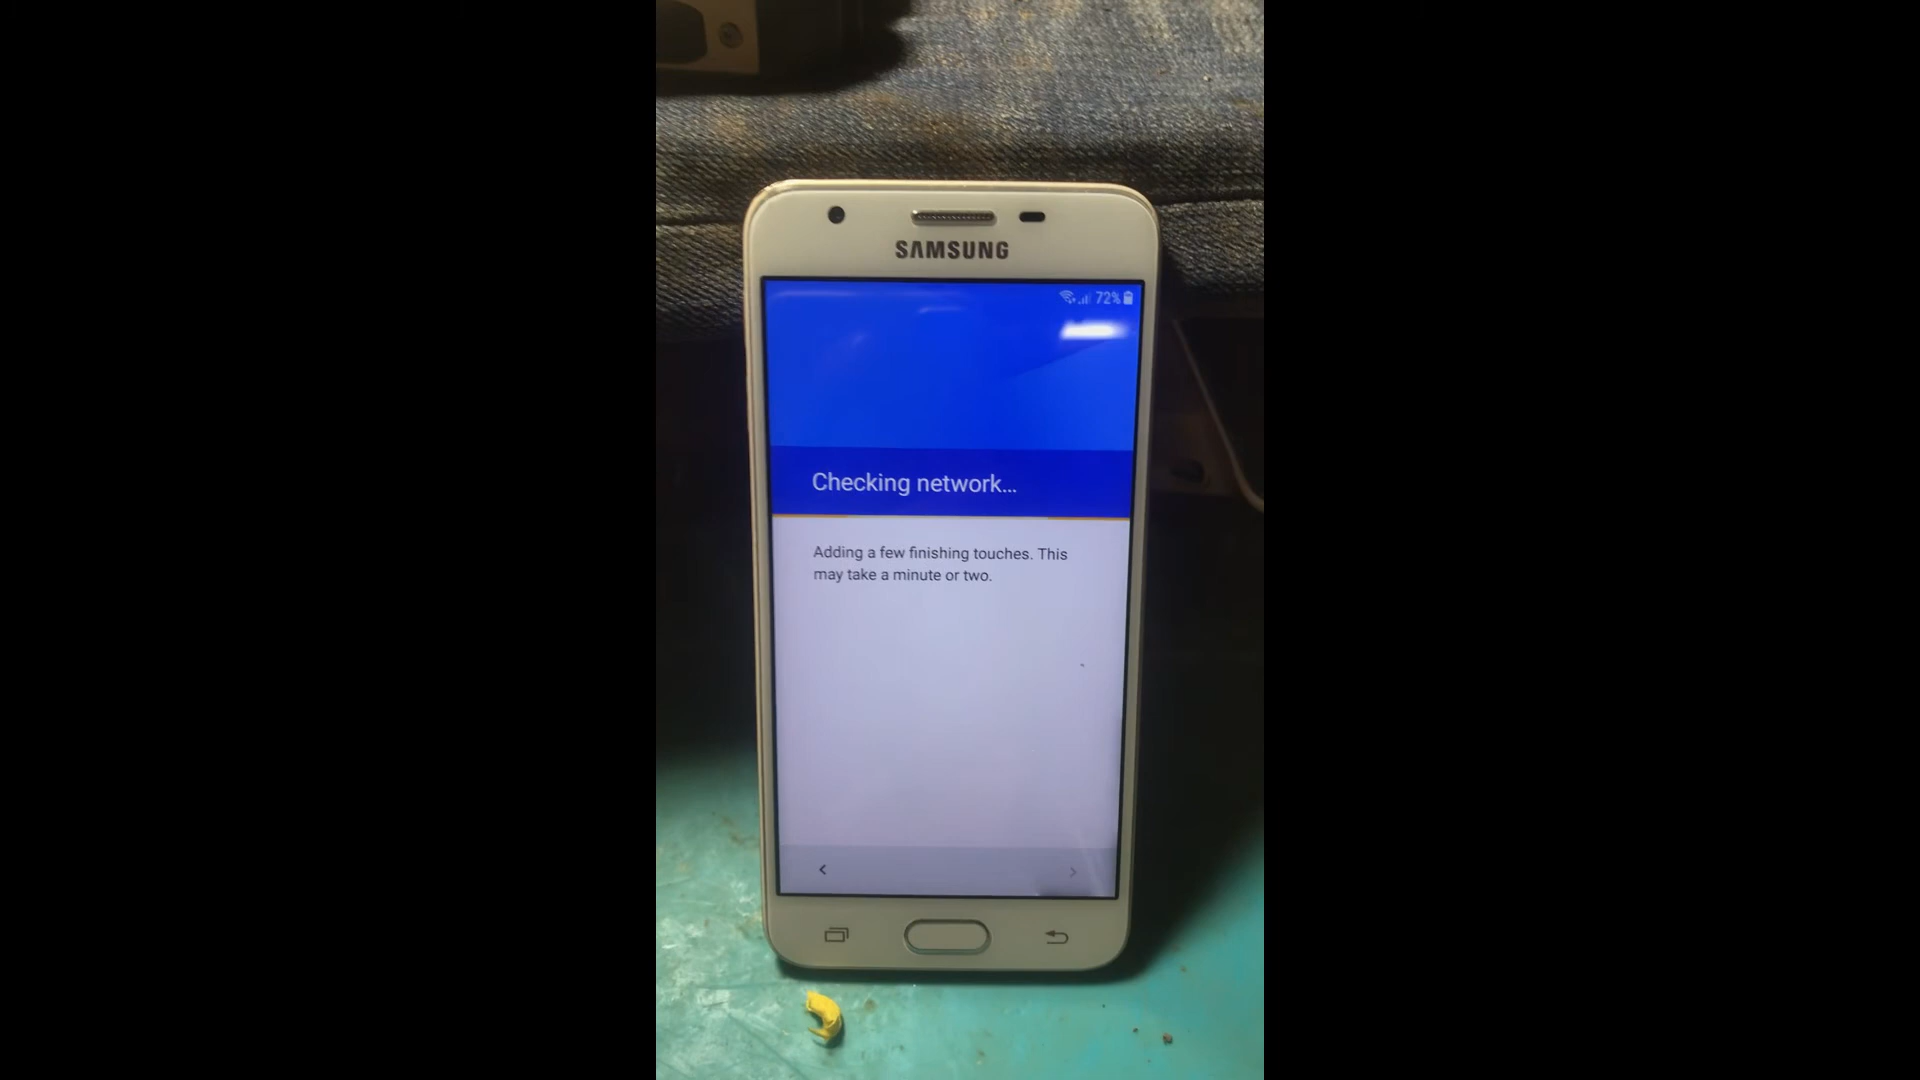 SAMSUNG
72%
Checking network...
Adding a few finishing touches. This
may take a minute or two.